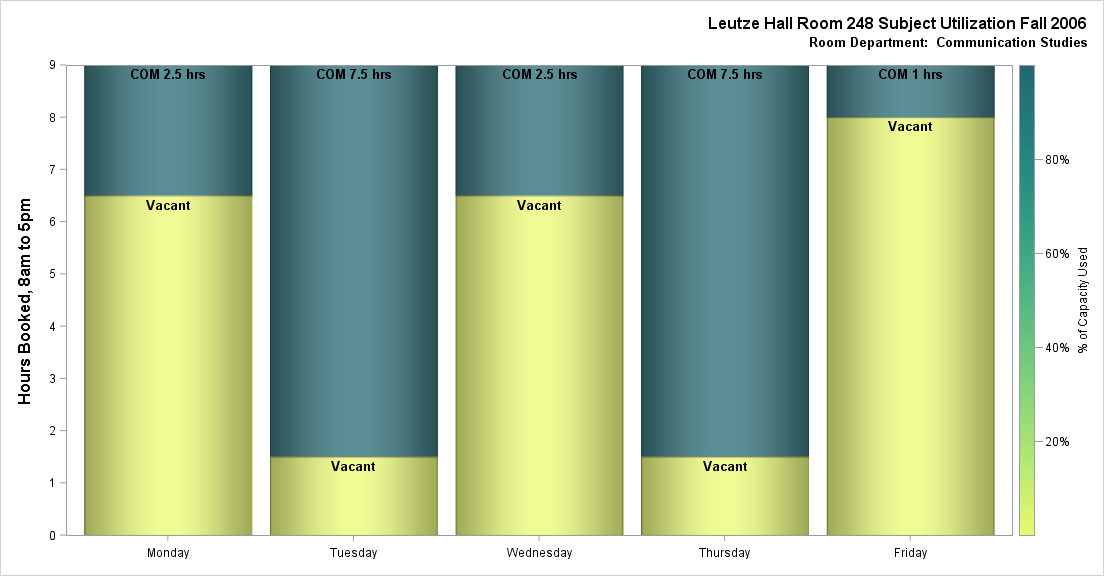 Leutze Hall Room 248 Subject Utilization Fall 2006
Room Department:  Communication Studies
Hours Booked, 8am to 5pm
9
8
7
6
5
4
3
2
1
0
COM 2.5 hrs
Vacant
COM 7.5 hrs
Vacant
COM 2.5 hrs
Vacant
COM 7.5 hrs
Vacant
COM 1 hrs
Vacant
Monday
Tuesday
Wednesday
Thursday
Friday
80%
60%
40%
20%
% of Capacity Used